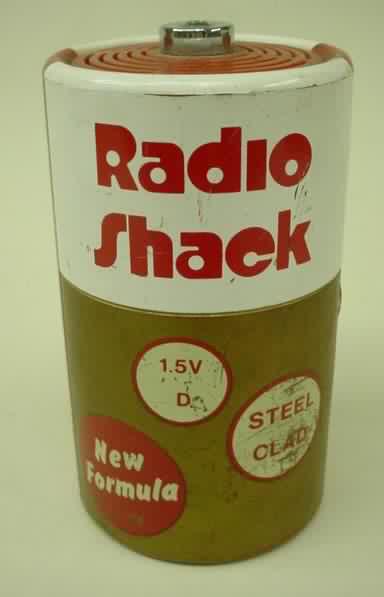 Radio
Shack
1.5V
D
STEEL
CLAD
New
Formula